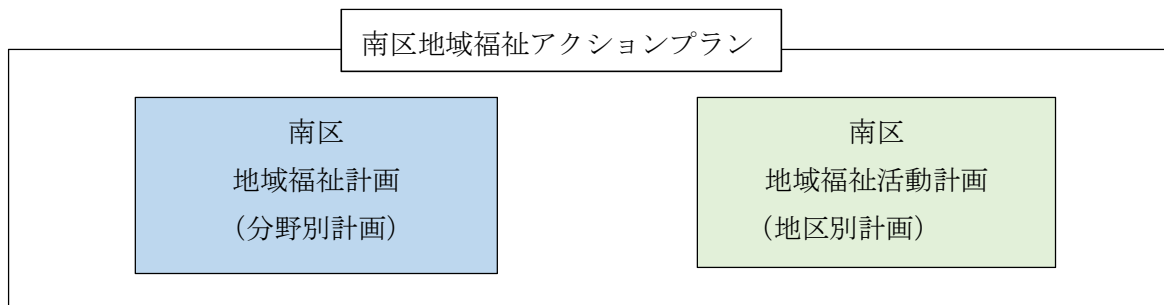 南区地域福祉アクションプラン
南区
地域福祉計画
（分野別計画）
南区
地域福祉活動計画
（地区別計画）